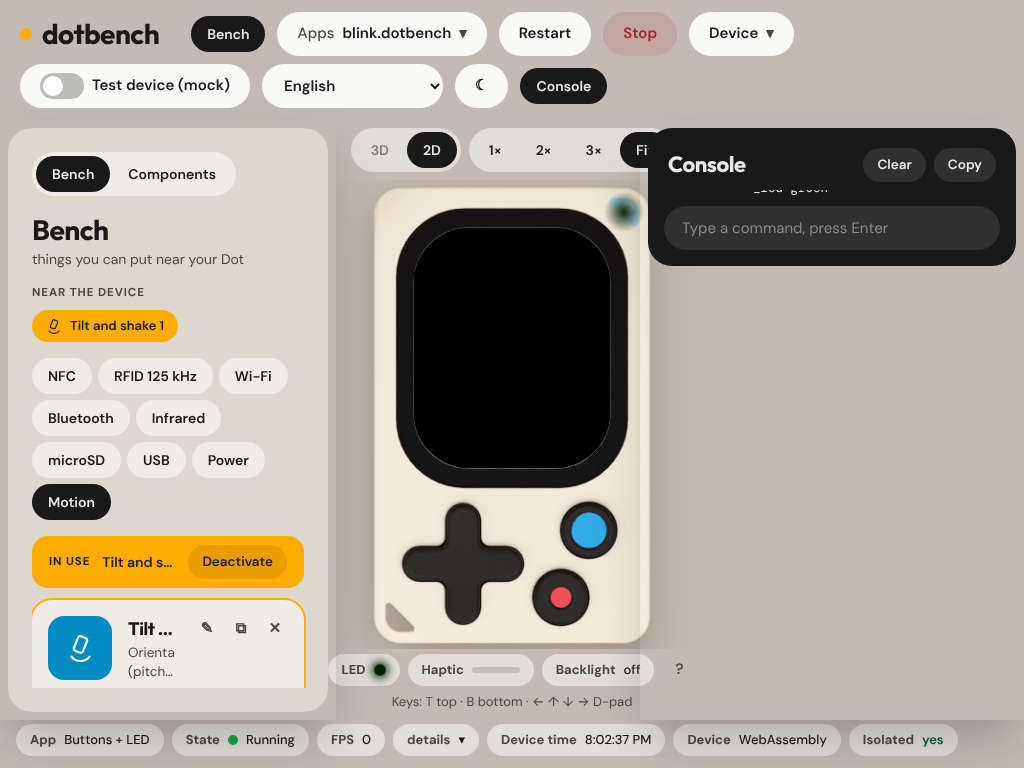 dotbench
Bench
Apps blink.dotbench ▾
Restart
Stop
Device ▾
Test device (mock)
English
Console
Bench
Components
Bench
things you can put near your Dot
NEAR THE DEVICE
Tilt and shake 1
NFC
RFID 125 kHz
Wi-Fi
Bluetooth
Infrared
microSD
USB
Power
Motion
IN USE Tilt and s...
Deactivate
Tilt ...
Orienta
(pitch...
3D
2D
1×
2×
3×
LED
Haptic
Backlight off
?
Keys: T top · B bottom · ← ↑ ↓ → D-pad
Console
Clear
Copy
Type a command, press Enter
App Buttons + LED
State Running
FPS 0
details ▾
Device time 8:02:37 PM
Device WebAssembly
Isolated yes